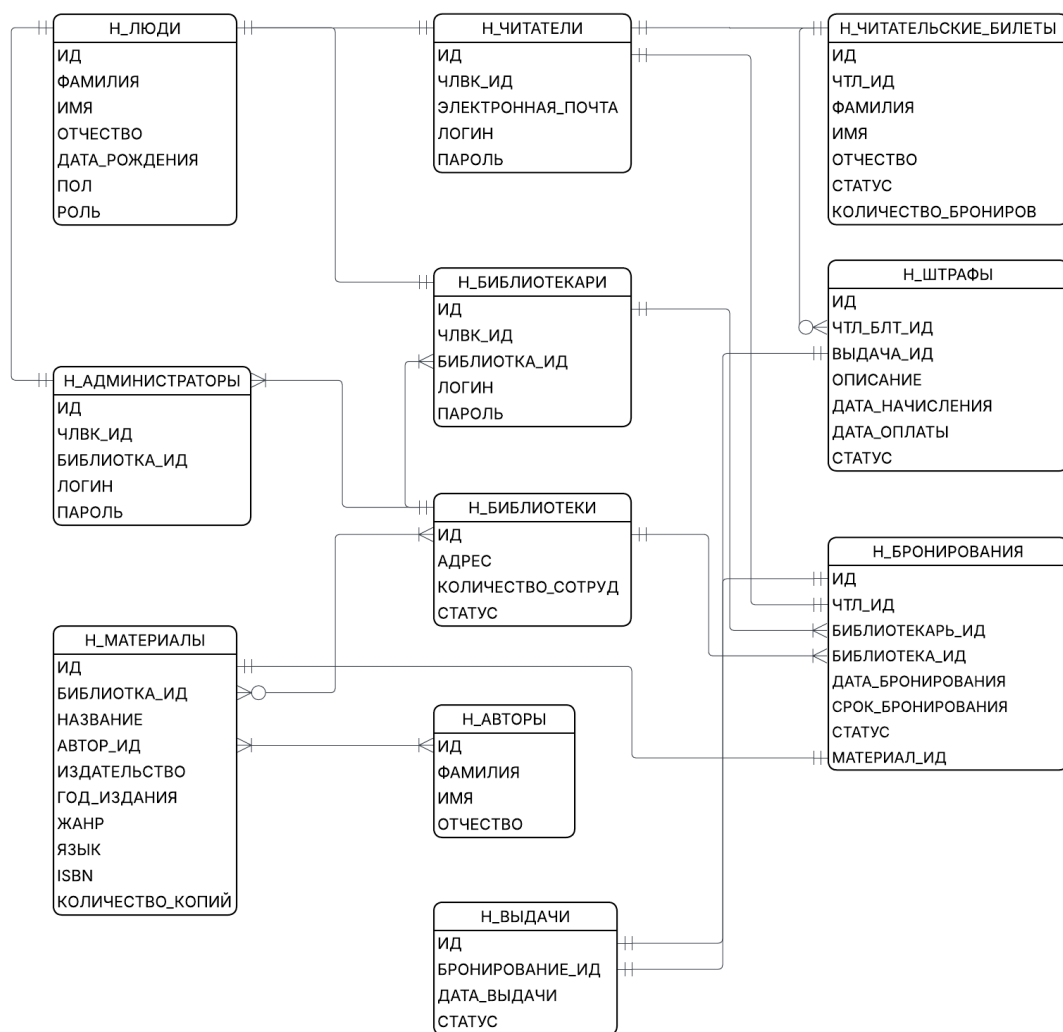 Н_ЛЮДИ
ИД
ФАМИЛИЯ
ИМЯ
ОТЧЕСТВО
ДАТА_РОЖДЕНИЯ
ПОЛ
РОЛЬ
Н_ЧИТАТЕЛИ
ИД
ЧЛВК_ИД
ЭЛЕКТРОННАЯ_ПОЧТА
ЛОГИН
ПАРОЛЬ
Н_ЧИТАТЕЛЬСКИЕ_БИЛЕТЫ
ИД
ЧТЛ_ИД
ФАМИЛИЯ
ИМЯ
ОТЧЕСТВО
СТАТУС
КОЛИЧЕСТВО_БРОНИРОВ
Н_БИБЛИОТЕКАРИ
ИД
ЧЛВК_ИД
БИБЛИОТКА_ИД
ЛОГИН
ПАРОЛЬ
Н_ШТРАФЫ
ИД
ЧТЛ_БЛТ_ИД
ВЫДАЧА_ИД
ОПИСАНИЕ
ДАТА_НАЧИСЛЕНИЯ
ДАТА_ОПЛАТЫ
СТАТУС
Н_АДМИНИСТРАТОРЫ
ИД
ЧЛВК_ИД
БИБЛИОТКА_ИД
ЛОГИН
ПАРОЛЬ
Н_БИБЛИОТЕКИ
ИД
АДРЕС
КОЛИЧЕСТВО_СОТРУД
СТАТУС
Н_БРОНИРОВАНИЯ
ИД
ЧТЛ_ИД
БИБЛИОТЕКАРЬ_ИД
БИБЛИОТЕКА_ИД
ДАТА_БРОНИРОВАНИЯ
СРОК_БРОНИРОВАНИЯ
СТАТУС
МАТЕРИАЛ_ИД
Н_МАТЕРИАЛЫ
ИД
БИБЛИОТКА_ИД
НАЗВАНИЕ
АВТОР_ИД
ИЗДАТЕЛЬСТВО
ГОД_ИЗДАНИЯ
ЖАНР
ЯЗЫК
ISBN
КОЛИЧЕСТВО_КОПИЙ
Н_АВТОРЫ
ИД
ФАМИЛИЯ
ИМЯ
ОТЧЕСТВО
Н_ВЫДАЧИ
ИД
БРОНИРОВАНИЕ_ИД
ДАТА_ВЫДАЧИ
СТАТУС